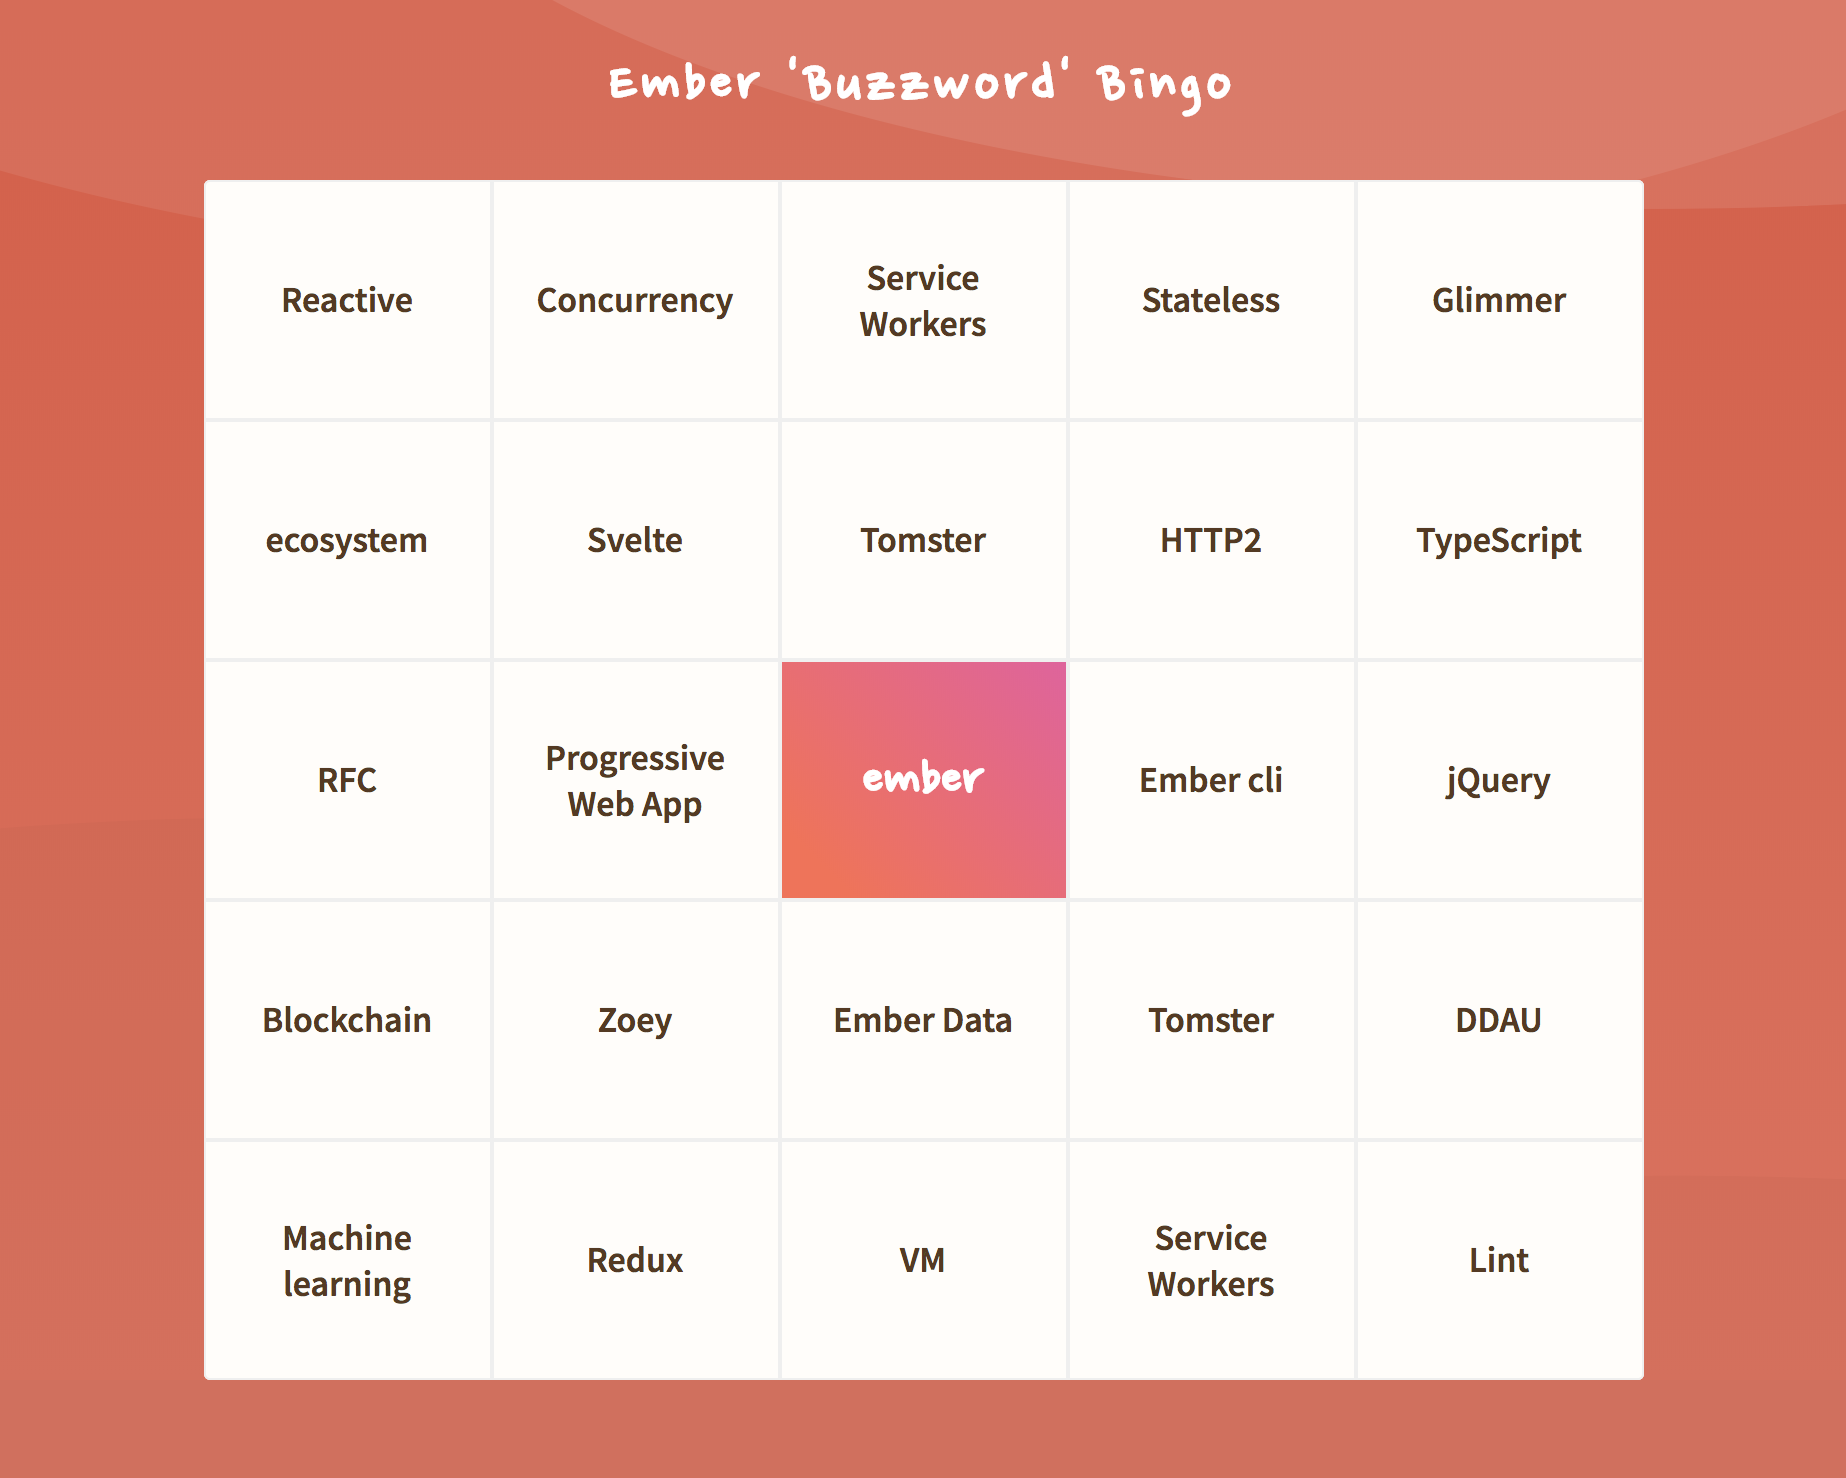 Ember 'Buzzword' Bingo
Reactive
Concurrency
Service
Workers
Stateless
Glimmer
ecosystem
Svelte
Tomster
HTTP2
TypeScript
RFC
Progressive
Web App
ember
Ember cli
jQuery
Blockchain
Zoey
Ember Data
Tomster
DDAU
Machine
learning
Redux
VM
Service
Workers
Lint